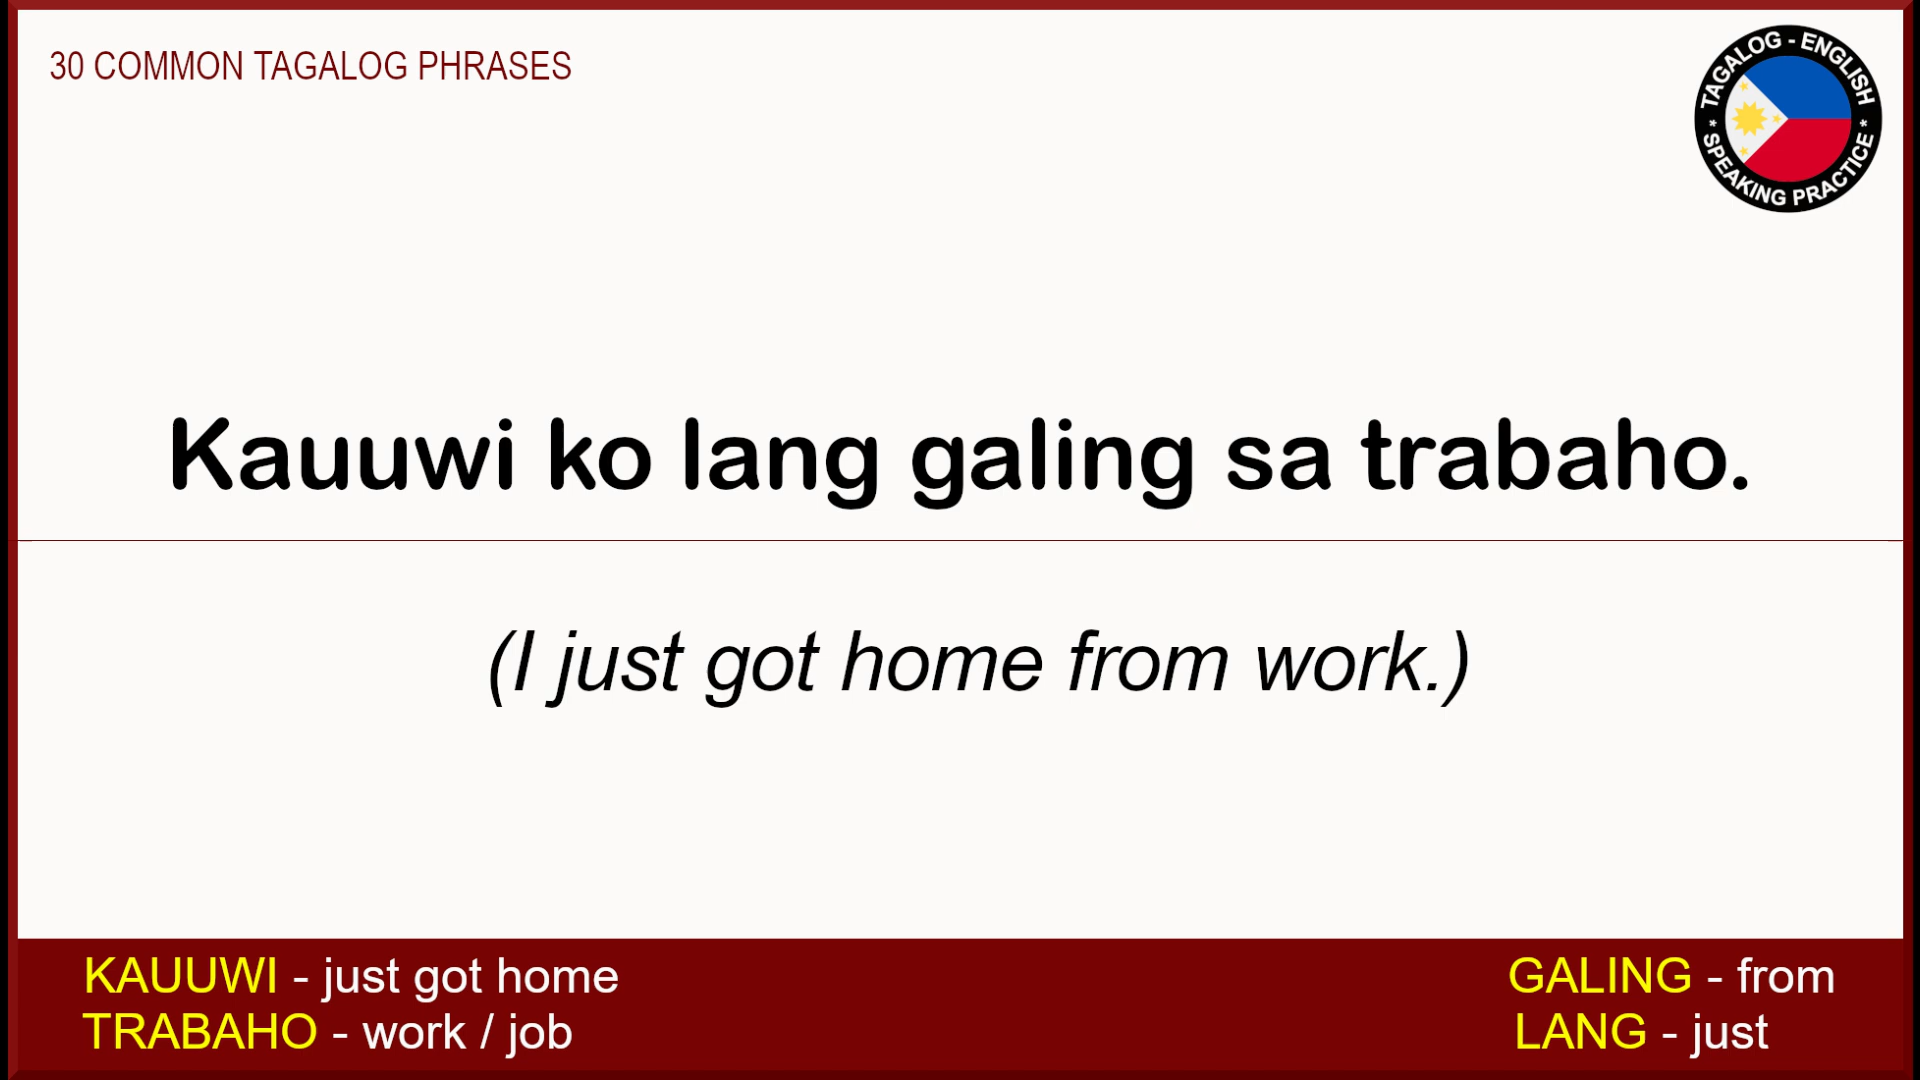 30 COMMON TAGALOG PHRASES
TAGALOG - ENGLISH
* SPEAKING PRACTICE *
Kauuwi ko lang galing sa trabaho.
(I just got home from work.)
KAUUWI - just got home
GALING - from
TRABAHO - work / job
LANG - just